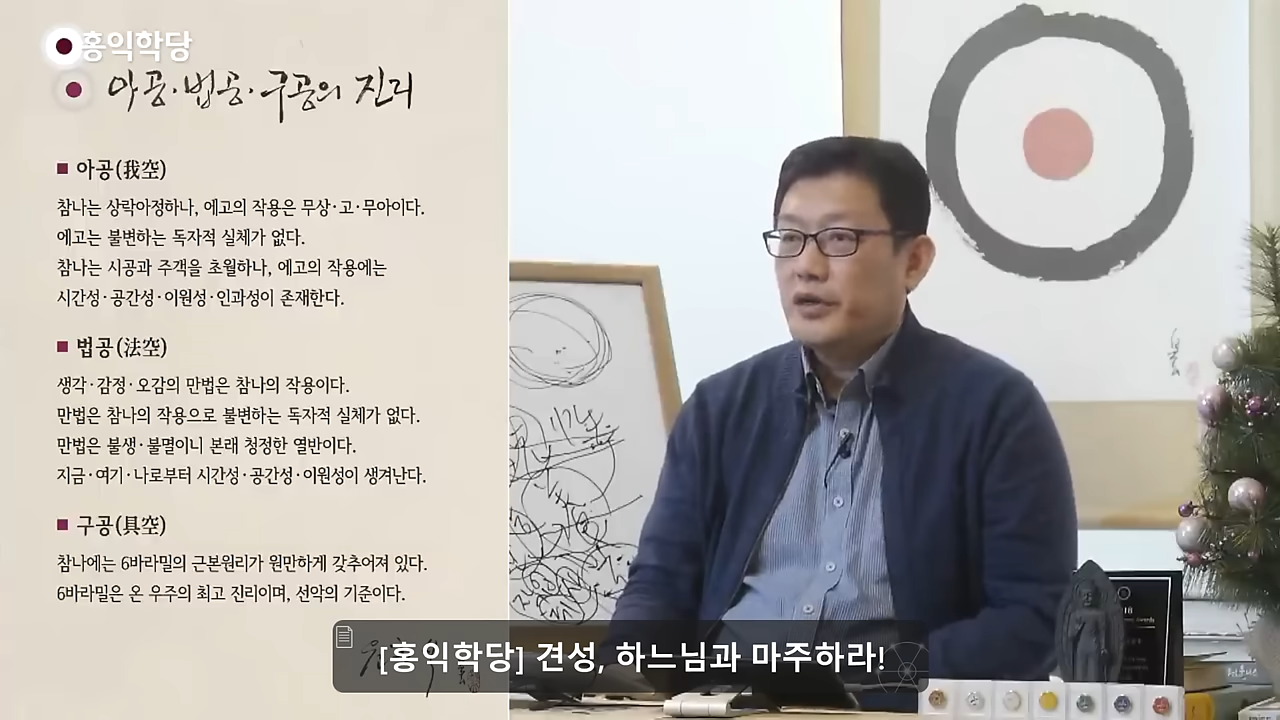 홍익학당
아공·법공·구공의 진리
아공(我空)
참나는 상락아정하나, 에고의 작용은 무상·고·무아이다.
에고는 불변하는 독자적 실체가 없다.
참나는 시공과 주객을 초월하나, 에고의 작용에는
시간성·공간성·이원성·인과성이 존재한다.
법공(法空)
생각·감정·오감의 만법은 참나의 작용이다.
만법은 참나의 작용으로 불변하는 독자적 실체가 없다.
만법은 불생·불멸이니 본래 청정한 열반이다.
지금·여기·나로부터 시간성·공간성·이원성이 생겨난다.
구공(具空)
참나에는 6바라밀의 근본원리가 원만하게 갖추어져 있다.
6바라밀은 온 우주의 최고 진리이며, 선악의 기준이다.
[홍익학당] 견성, 하느님과 마주하라!